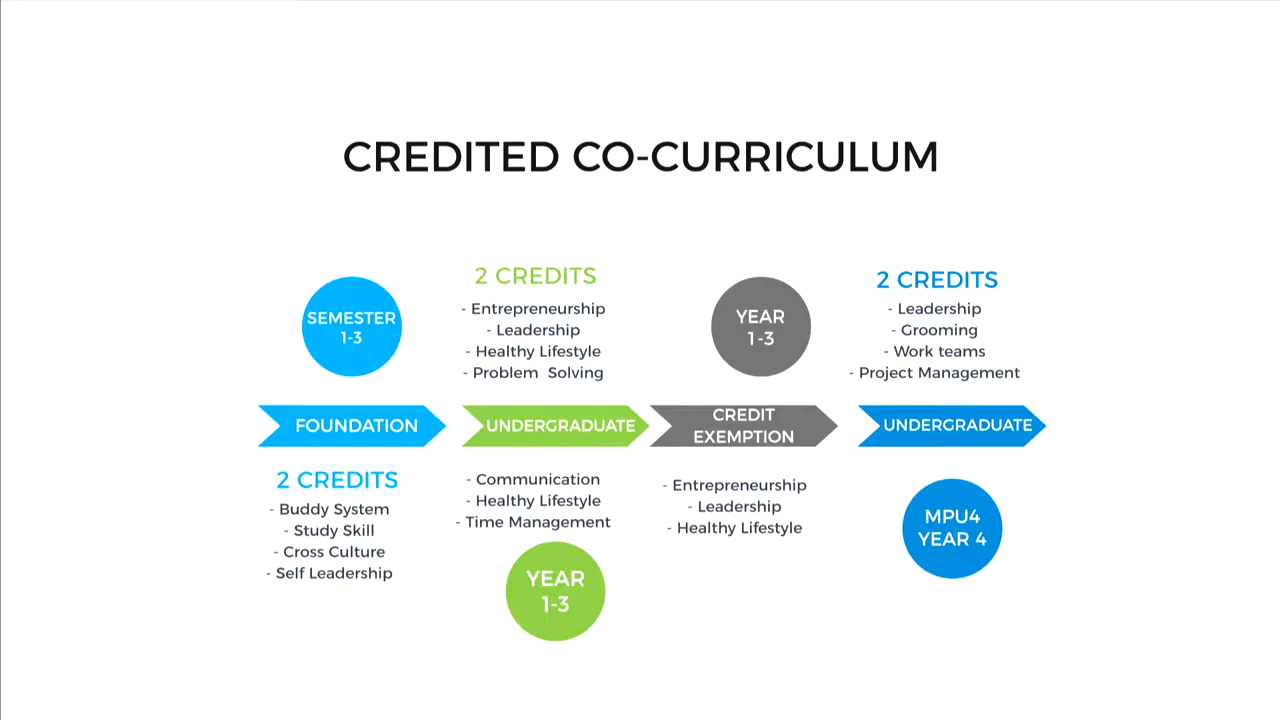 CREDITED CO-CURRICULUM
SEMESTER
1-3
FOUNDATION
2 CREDITS
- Buddy System
- Study Skill
- Cross Culture
- Self Leadership
2 CREDITS
- Entrepreneurship
- Leadership
- Healthy Lifestyle
- Problem Solving
UNDERGRADUATE
- Communication
- Healthy Lifestyle
- Time Management
YEAR
1-3
YEAR
1-3
CREDIT
EXEMPTION
- Entrepreneurship
- Leadership
- Healthy Lifestyle
2 CREDITS
- Leadership
- Grooming
- Work teams
- Project Management
UNDERGRADUATE
MPU4
YEAR 4